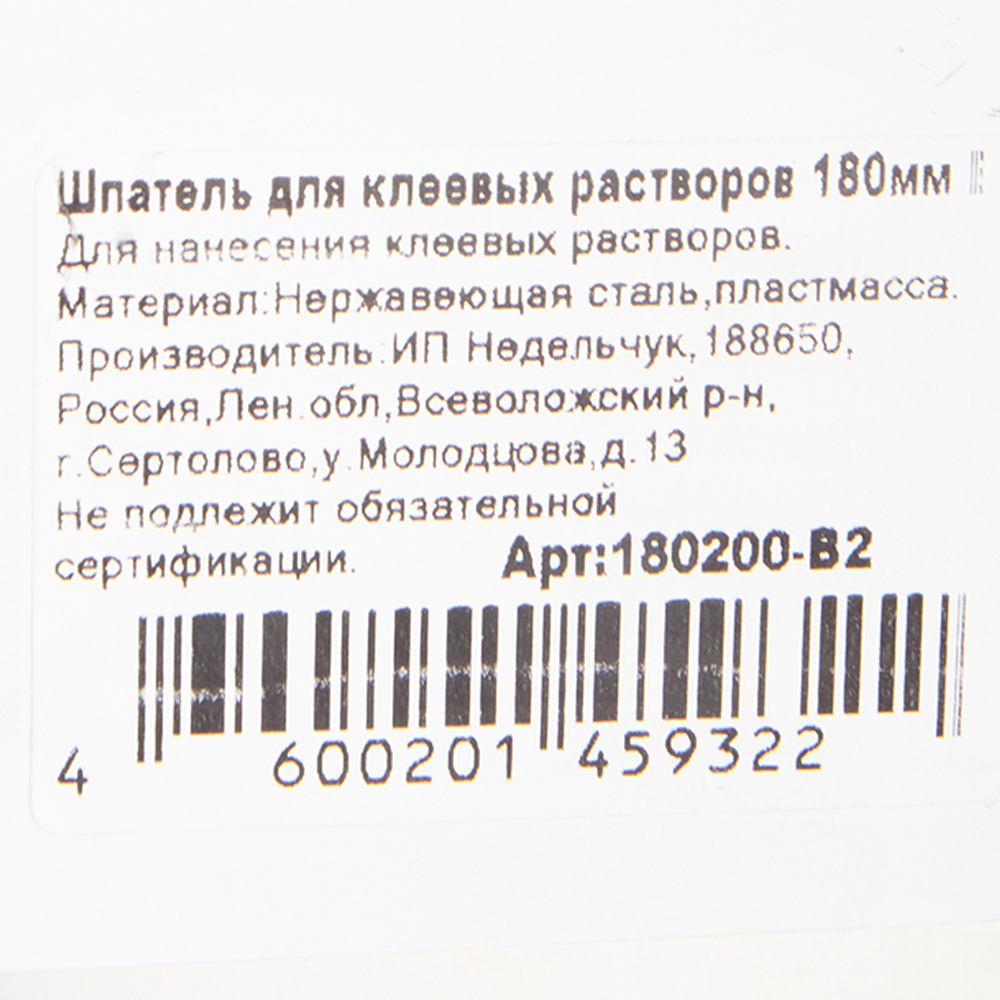 Шпатель для клеевых растворов 180мм
Для нанесения клеевых растворов.
Материал:Нержавеющая сталь,пластмасса.
Производитель:ИП Недельчук,188650,
Россия,Лен.обл,Всеволожский р-н,
г.Сертолово,у.Молодцова,д.13
Не подлежит обязательной
сертификации. Арт:180200-В2
4 600201 459322